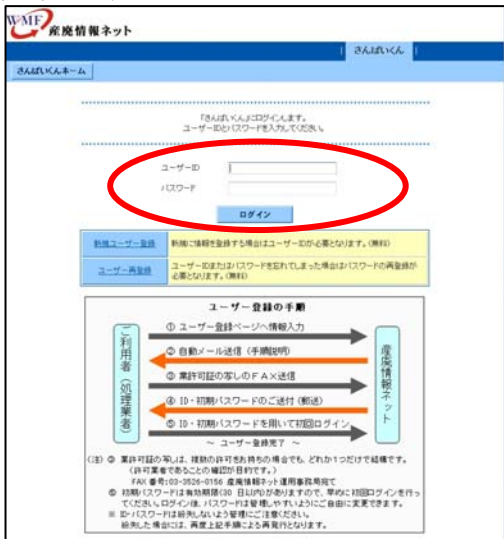 WMF 産廃情報ネット
| さんぱいくん |
さんぱいくんホーム
「さんぱいくん」にログインします。
ユーザーIDとパスワードを入力してください。
ユーザーID
パスワード
ログイン
新規ユーザー登録 新規に情報を登録する場合はユーザーIDが必要となります。(無料)
ユーザー再登録 ユーザーIDまたはパスワードを忘れてしまった場合はパスワードの再登録が
必要となります。(無料)
ユーザー登録の手順
ご利用者(処理業者)
① ユーザー登録ページへ情報入力
② 自動メール送信(手順説明)
③ 業許可証の写しのFAX送信
④ ID・初期パスワードのご送付(郵送)
⑤ ID・初期パスワードを用いて初回ログイン
産廃情報ネット
~ ユーザー登録完了 ~
(注) ③ 業許可証の写しは、複数の許可をお持ちの場合でも、どれか1つだけで結構です。
(許可業者であることの確認が目的です。)
FAX番号:03-3526-0156 産廃情報ネット運用事務局宛て
⑤ 初期パスワードは有効期限(30日以内)がありますので、早めに初回ログインを行っ
てください。ログイン後、パスワードは管理しやすいようにご自由に変更できます。
※ ID・パスワードは紛失しないよう管理にご注意ください。
紛失した場合には、再度上記手順による再発行となります。